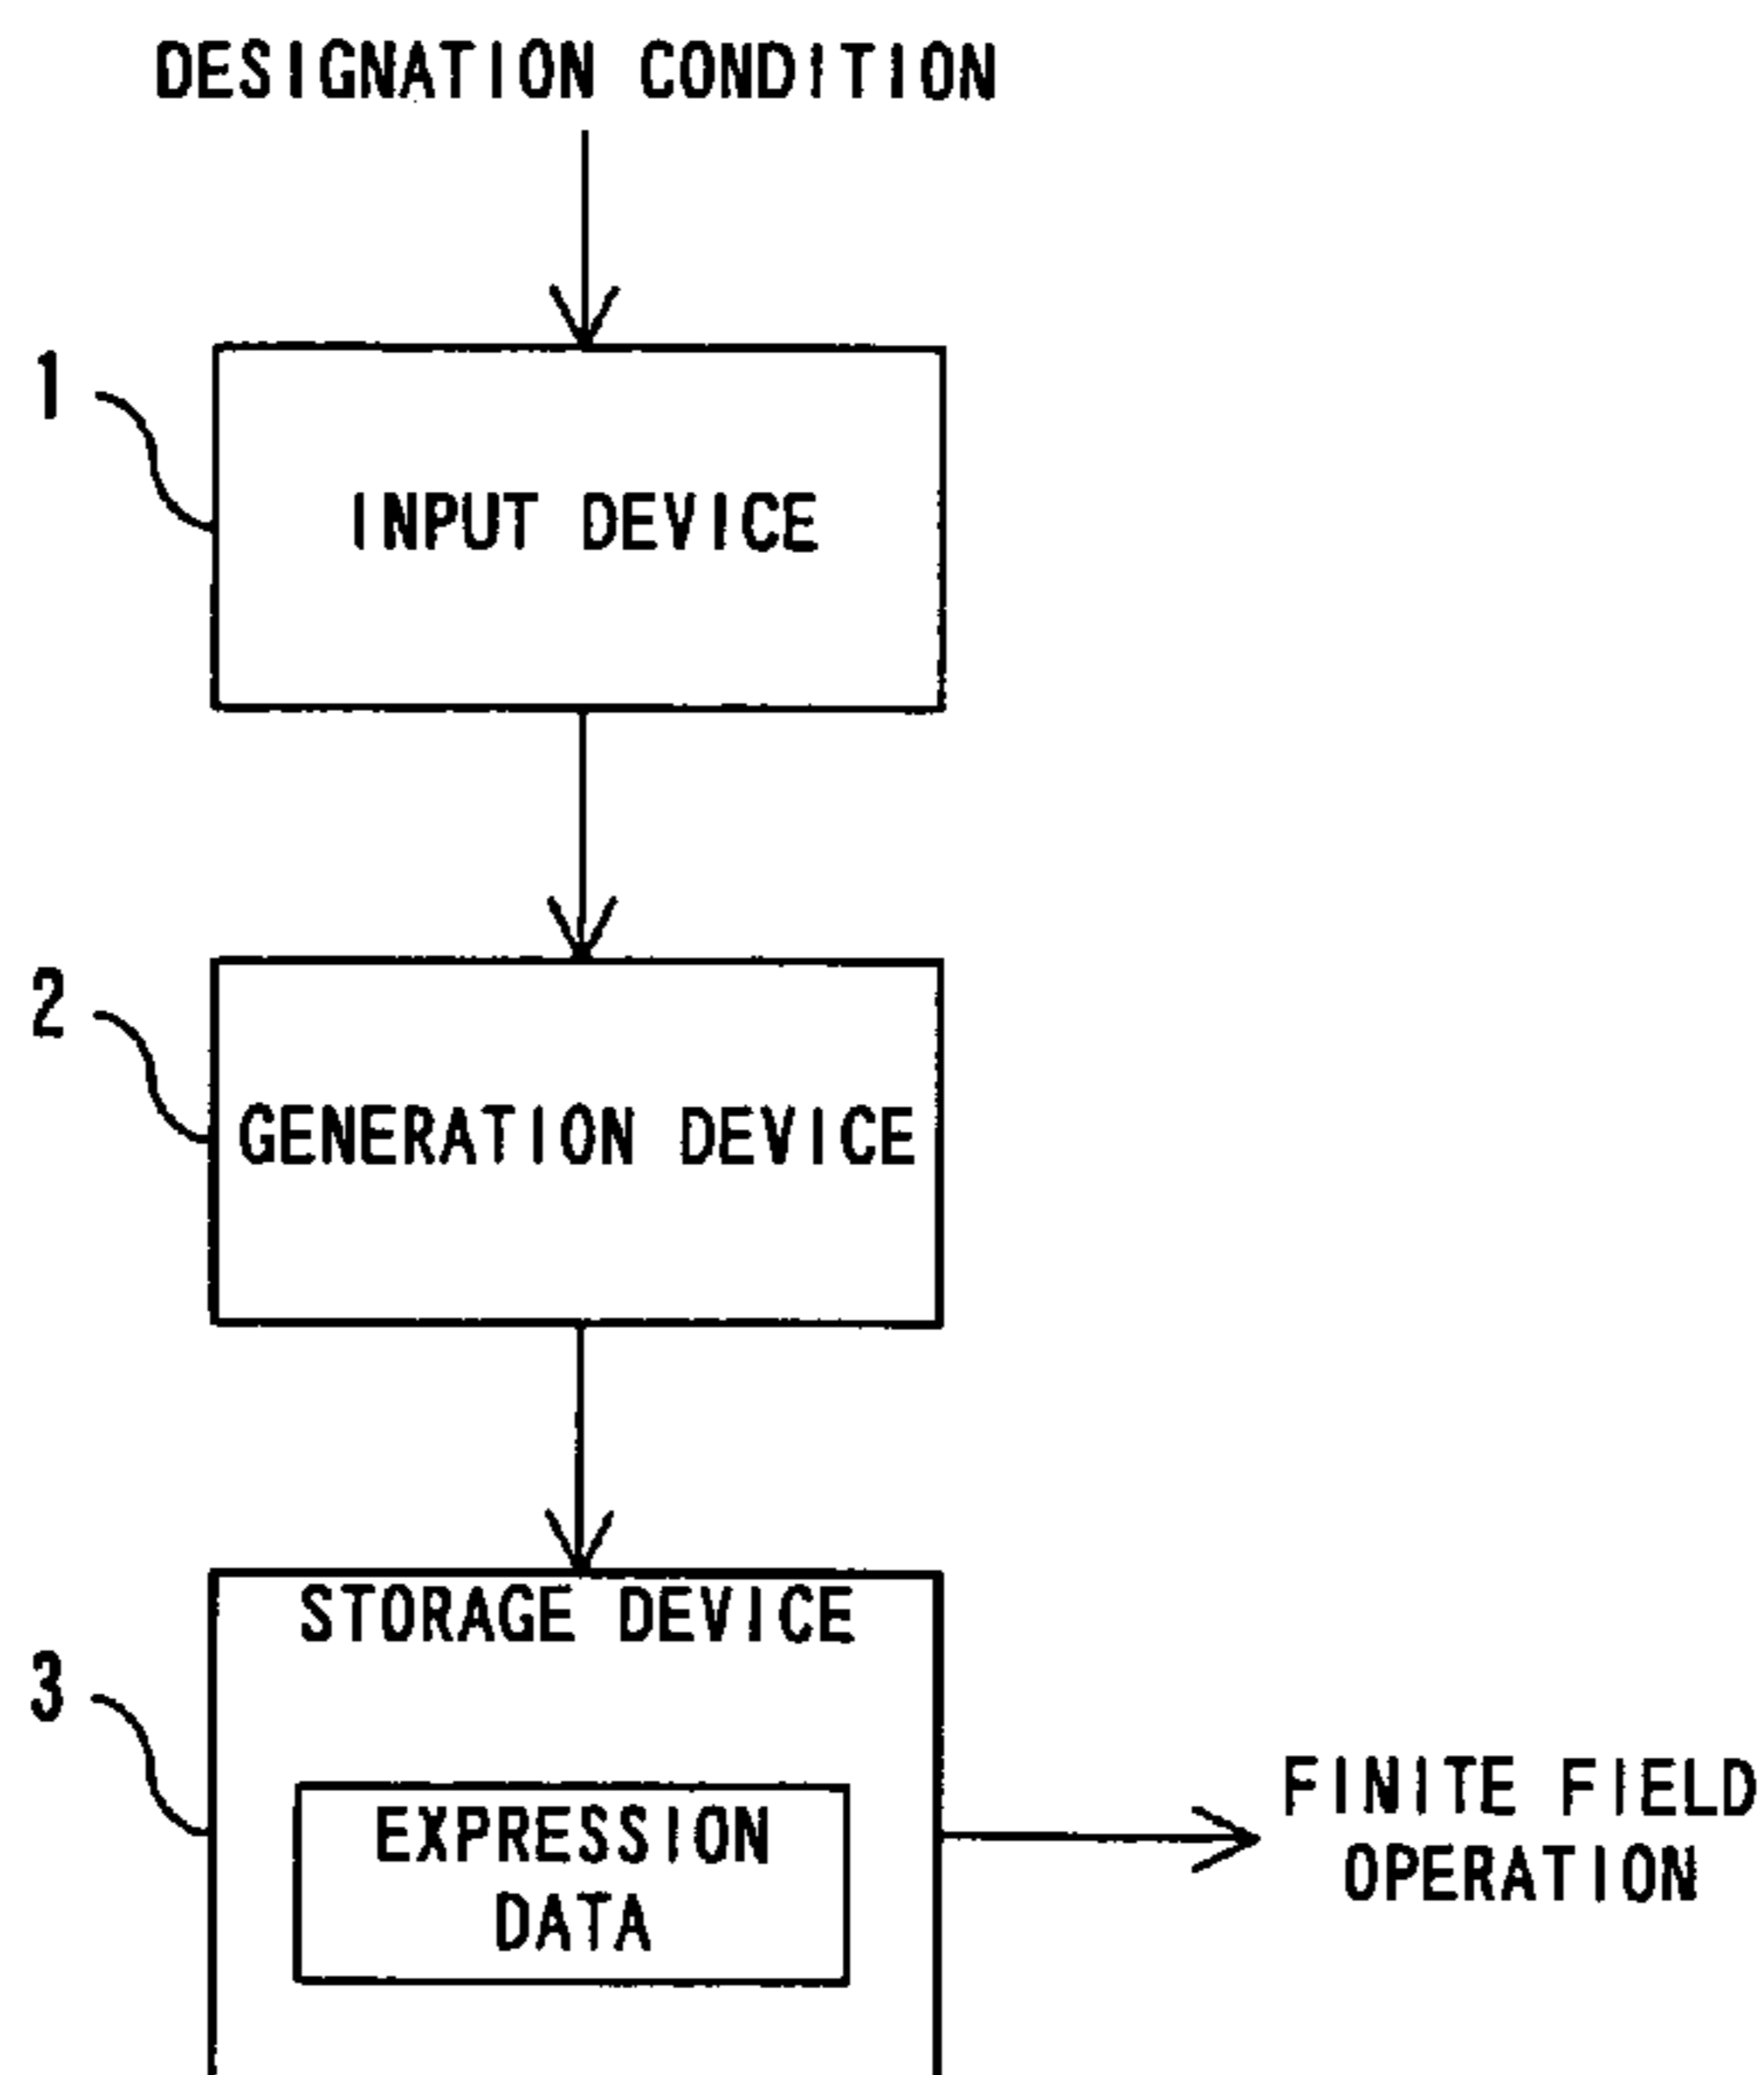 DESIGNATION CONDITION
1
INPUT DEVICE
2
GENERATION DEVICE
STORAGE DEVICE
3
EXPRESSION
DATA
FINITE FIELD
OPERATION